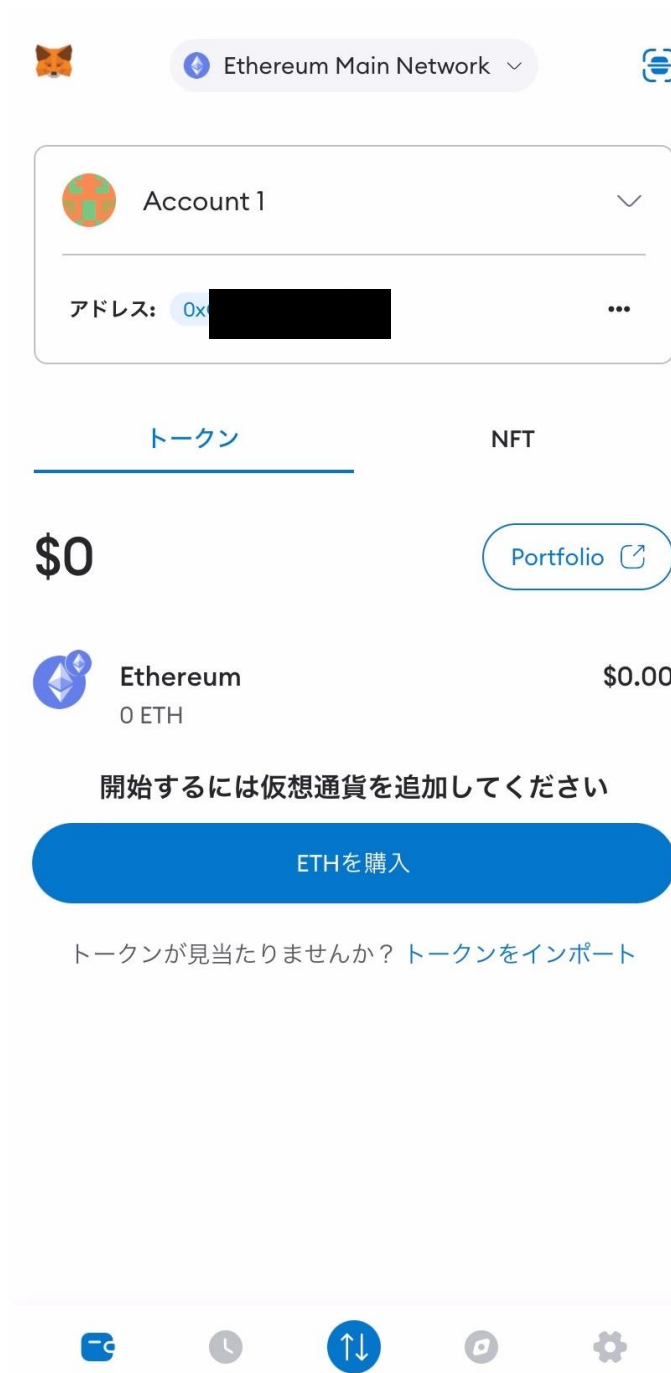 Ethereum Main Network
Account 1
アドレス: 0x
トークン NFT
$0 Portfolio
Ethereum $0.00
0 ETH
開始するには仮想通貨を追加してください
ETHを購入
トークンが見当たりませんか？ トークンをインポート